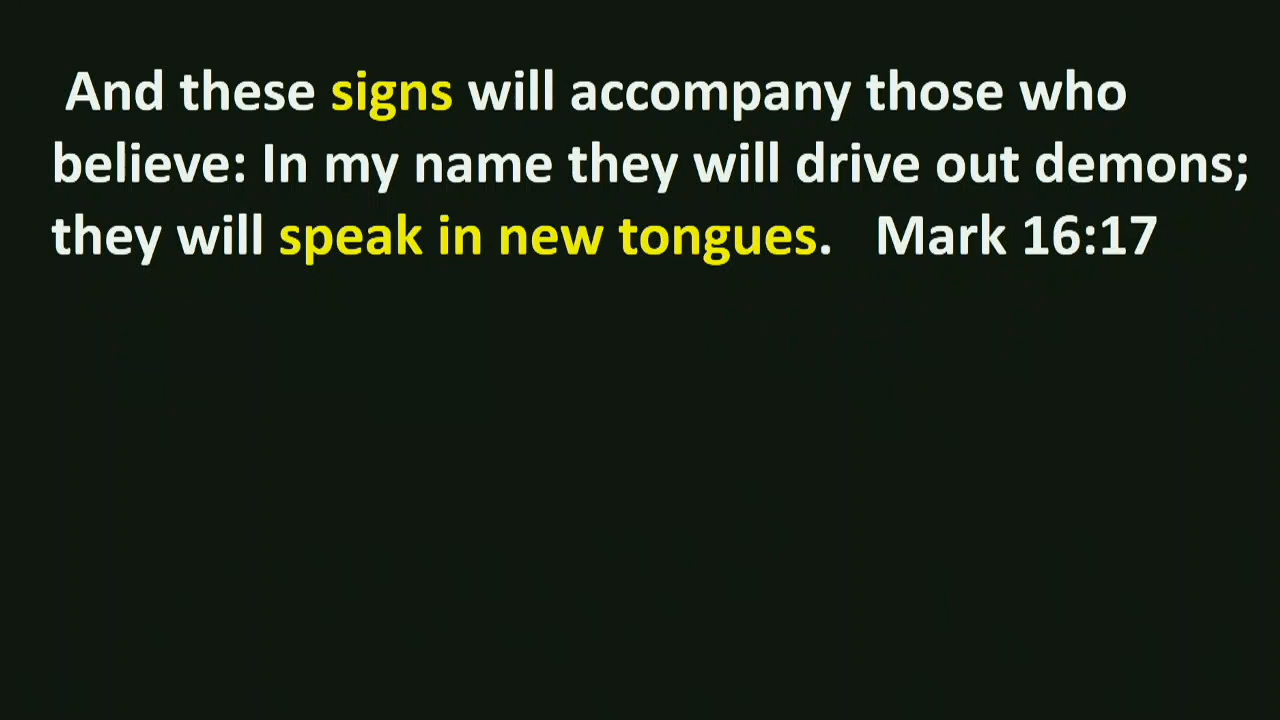 And these signs will accompany those who
believe: In my name they will drive out demons;
they will speak in new tongues. Mark 16:17